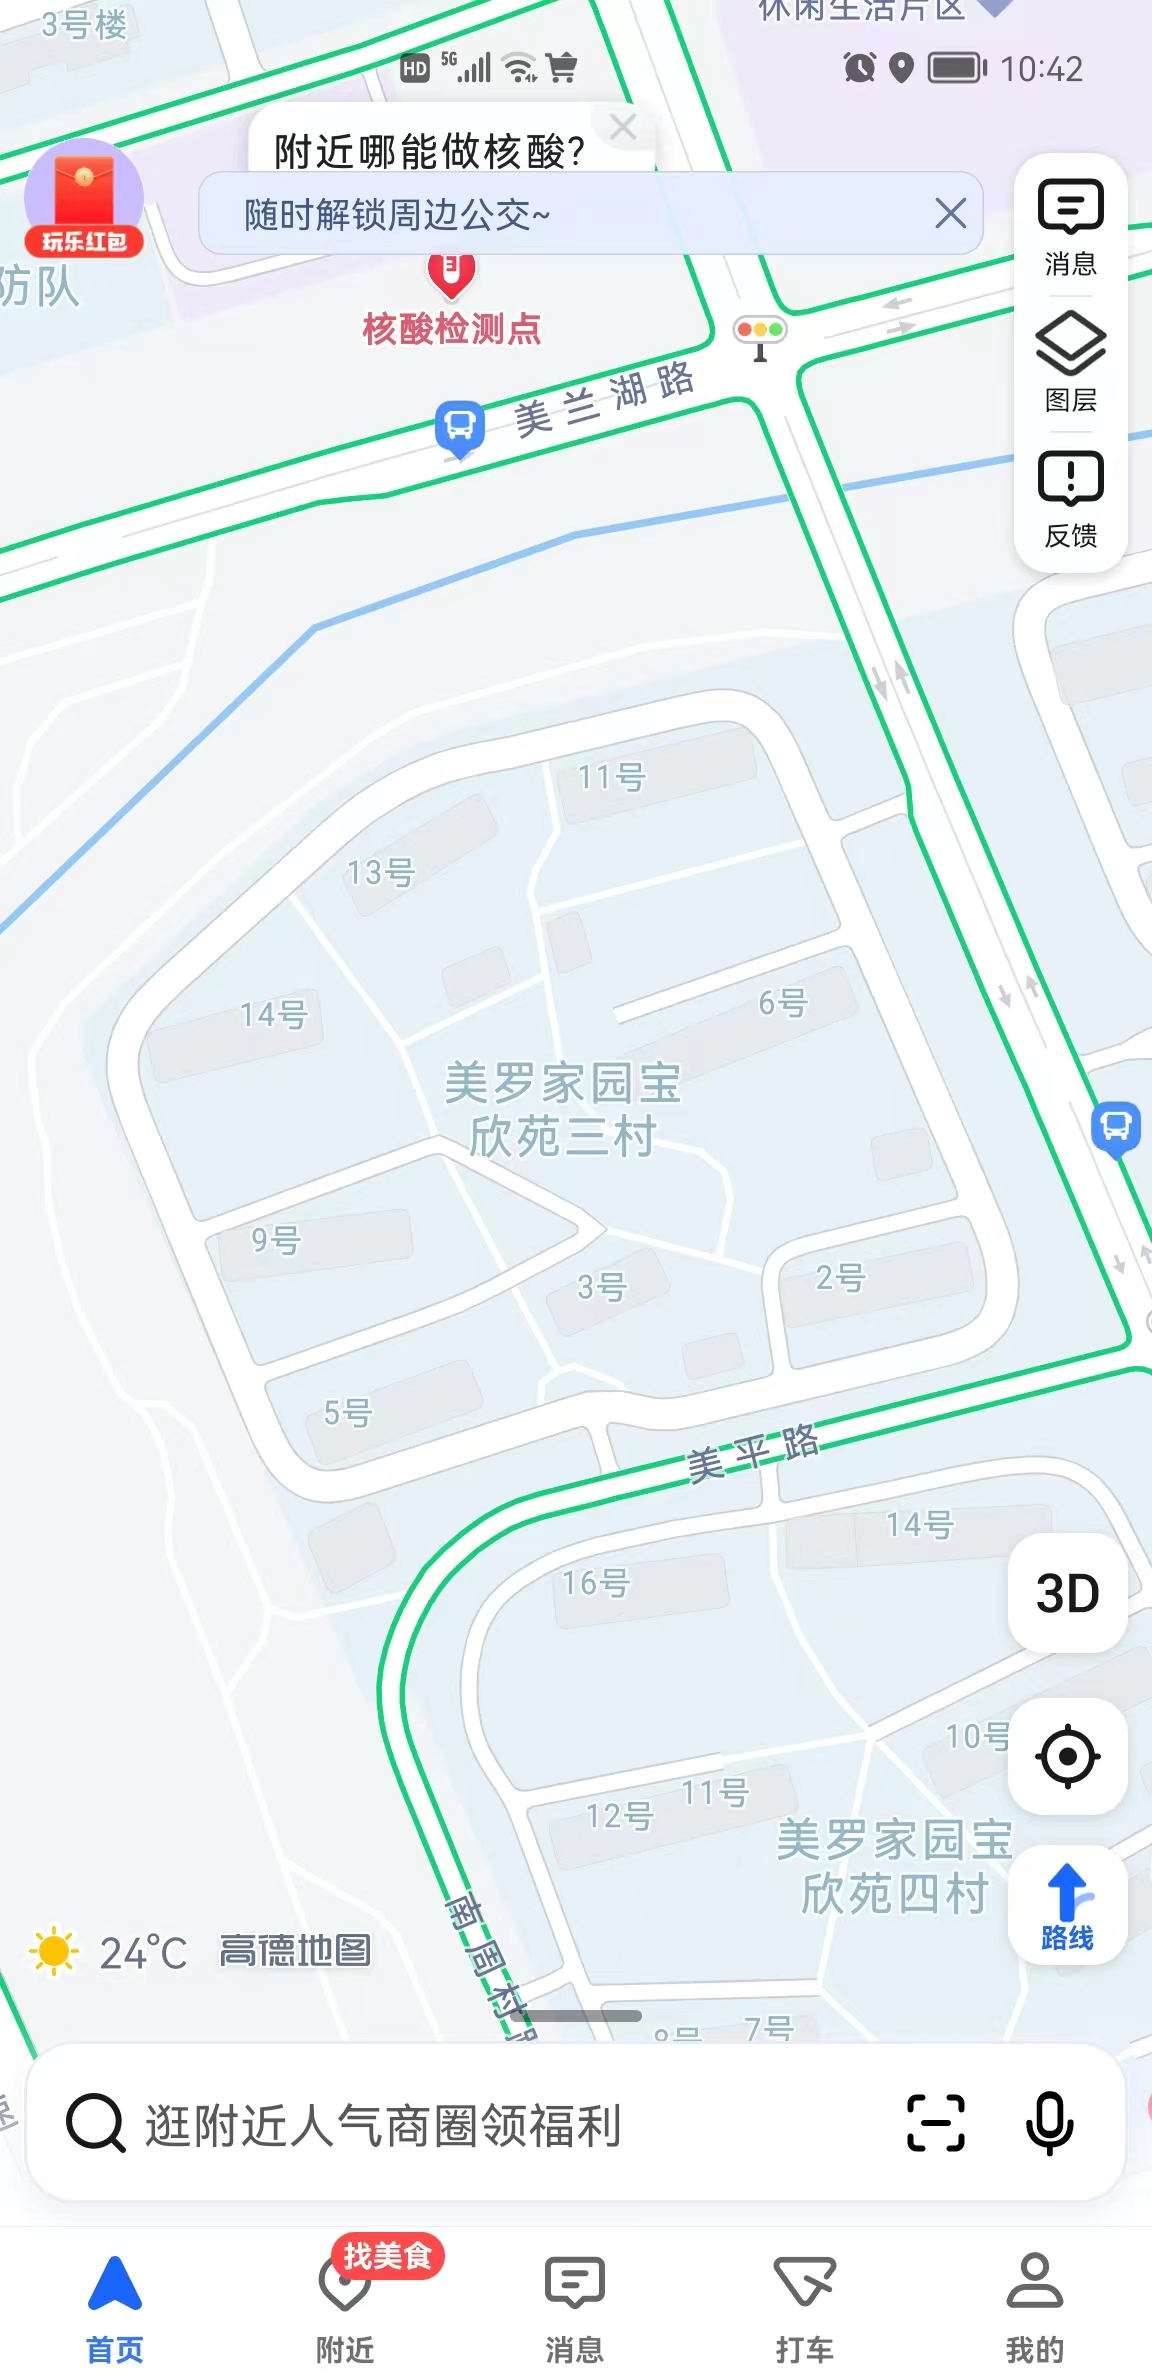 3号楼
休闲生活片区
HD 5G
10:42
附近哪能做核酸?
随时解锁周边公交~
玩乐红包
防队
消息
核酸检测点
美兰湖路
图层
反馈
11号
13号
14号
6号
美罗家园宝
欣苑三村
9号
3号
2号
5号
美平路
14号
16号
3D
10号
11号
12号
美罗家园宝
欣苑四村
路线
南周村
24°C 高德地图
7号
逛附近人气商圈领福利
找美食
首页
附近
消息
打车
我的